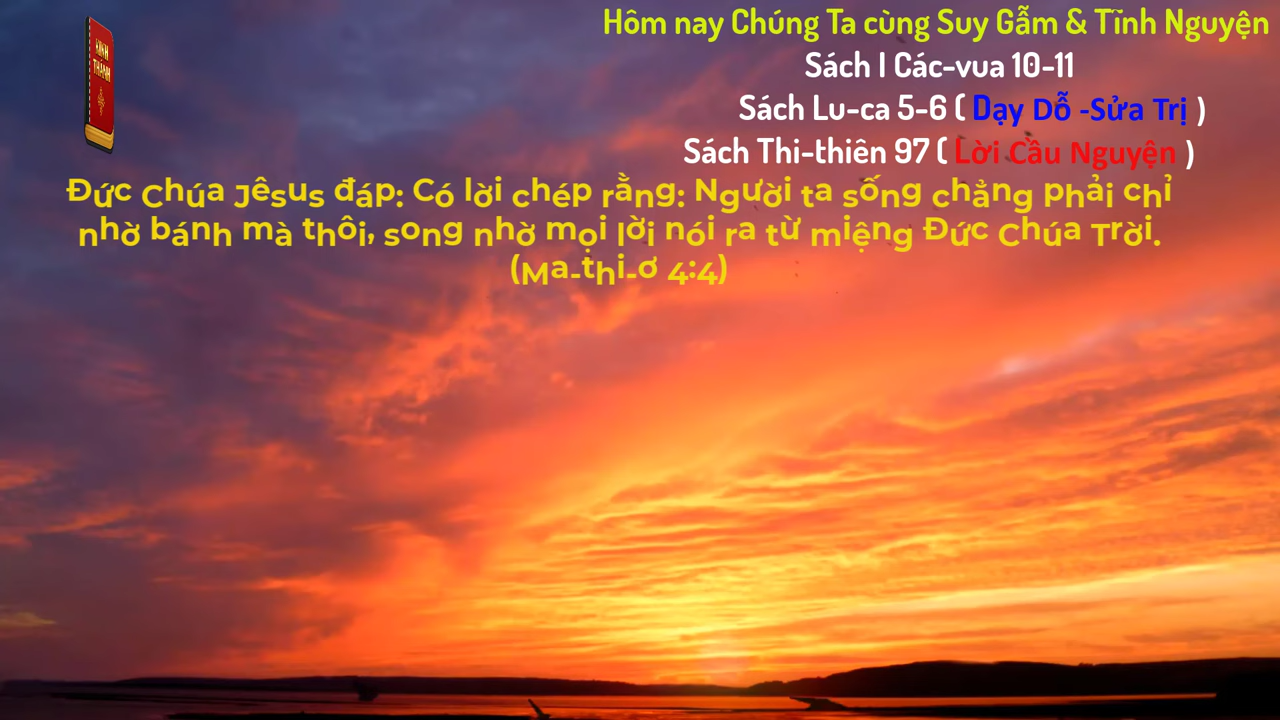 KINH
THÁNH
Hôm nay Chúng Ta cùng Suy Gẫm & Tĩnh Nguyện
Sách I Các-vua 10-11
Sách Lu-ca 5-6 ( Dạy Dỗ -Sửa Trị )
Sách Thi-thiên 97 ( Lời Cầu Nguyện )
Đức Chúa Jêsus đáp: Có lời chép rằng: Người ta sống chẳng phải chỉ
nhờ bánh mà thôi, song nhờ mọi lời nói ra từ miệng Đức Chúa Trời.
(Ma-thi-ơ 4:4)